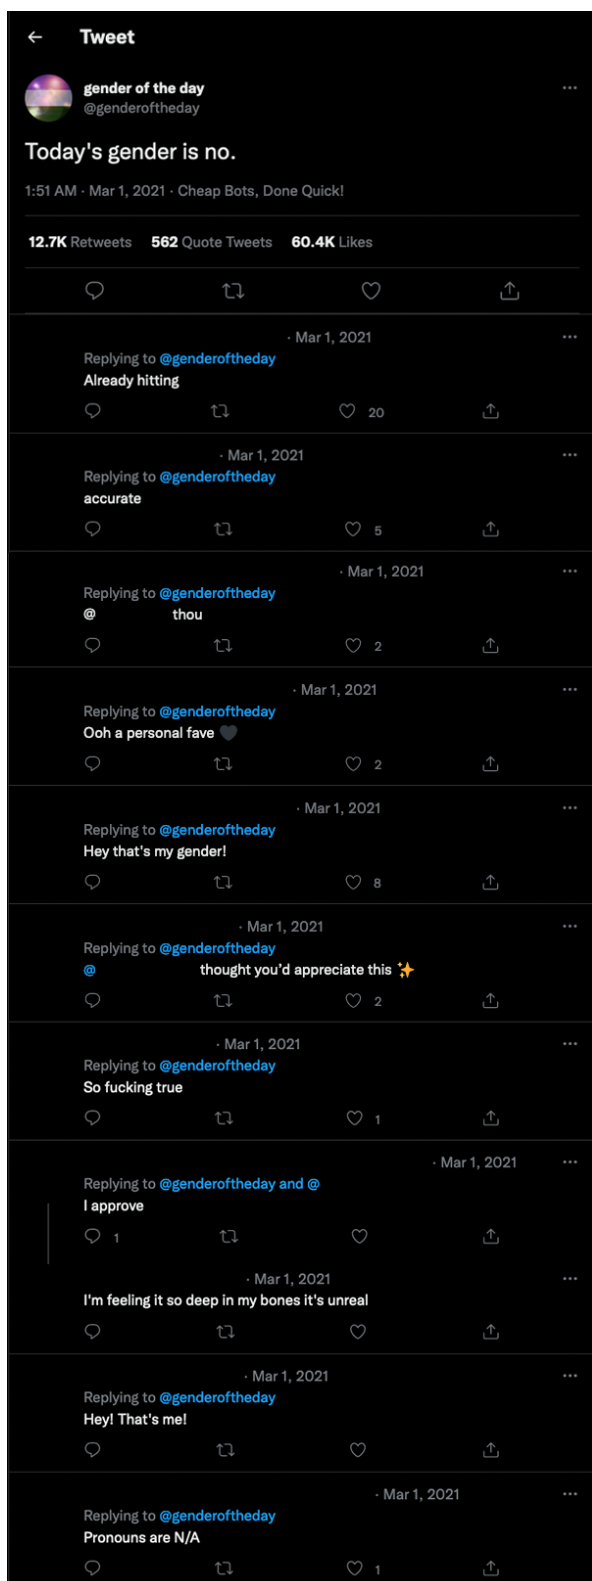 ← Tweet
gender of the day
@genderoftheday
Today's gender is no.
1:51 AM · Mar 1, 2021 · Cheap Bots, Done Quick!
12.7K Retweets 562 Quote Tweets 60.4K Likes
· Mar 1, 2021
Replying to @genderoftheday
Already hitting
20
· Mar 1, 2021
Replying to @genderoftheday
accurate
5
· Mar 1, 2021
Replying to @genderoftheday
@ thou
2
· Mar 1, 2021
Replying to @genderoftheday
Ooh a personal fave 🖤
2
· Mar 1, 2021
Replying to @genderoftheday
Hey that's my gender!
8
· Mar 1, 2021
Replying to @genderoftheday
@ thought you'd appreciate this ✨
2
· Mar 1, 2021
Replying to @genderoftheday
So fucking true
1
· Mar 1, 2021
Replying to @genderoftheday and @
I approve
1
· Mar 1, 2021
I'm feeling it so deep in my bones it's unreal
· Mar 1, 2021
Replying to @genderoftheday
Hey! That's me!
· Mar 1, 2021
Replying to @genderoftheday
Pronouns are N/A
1